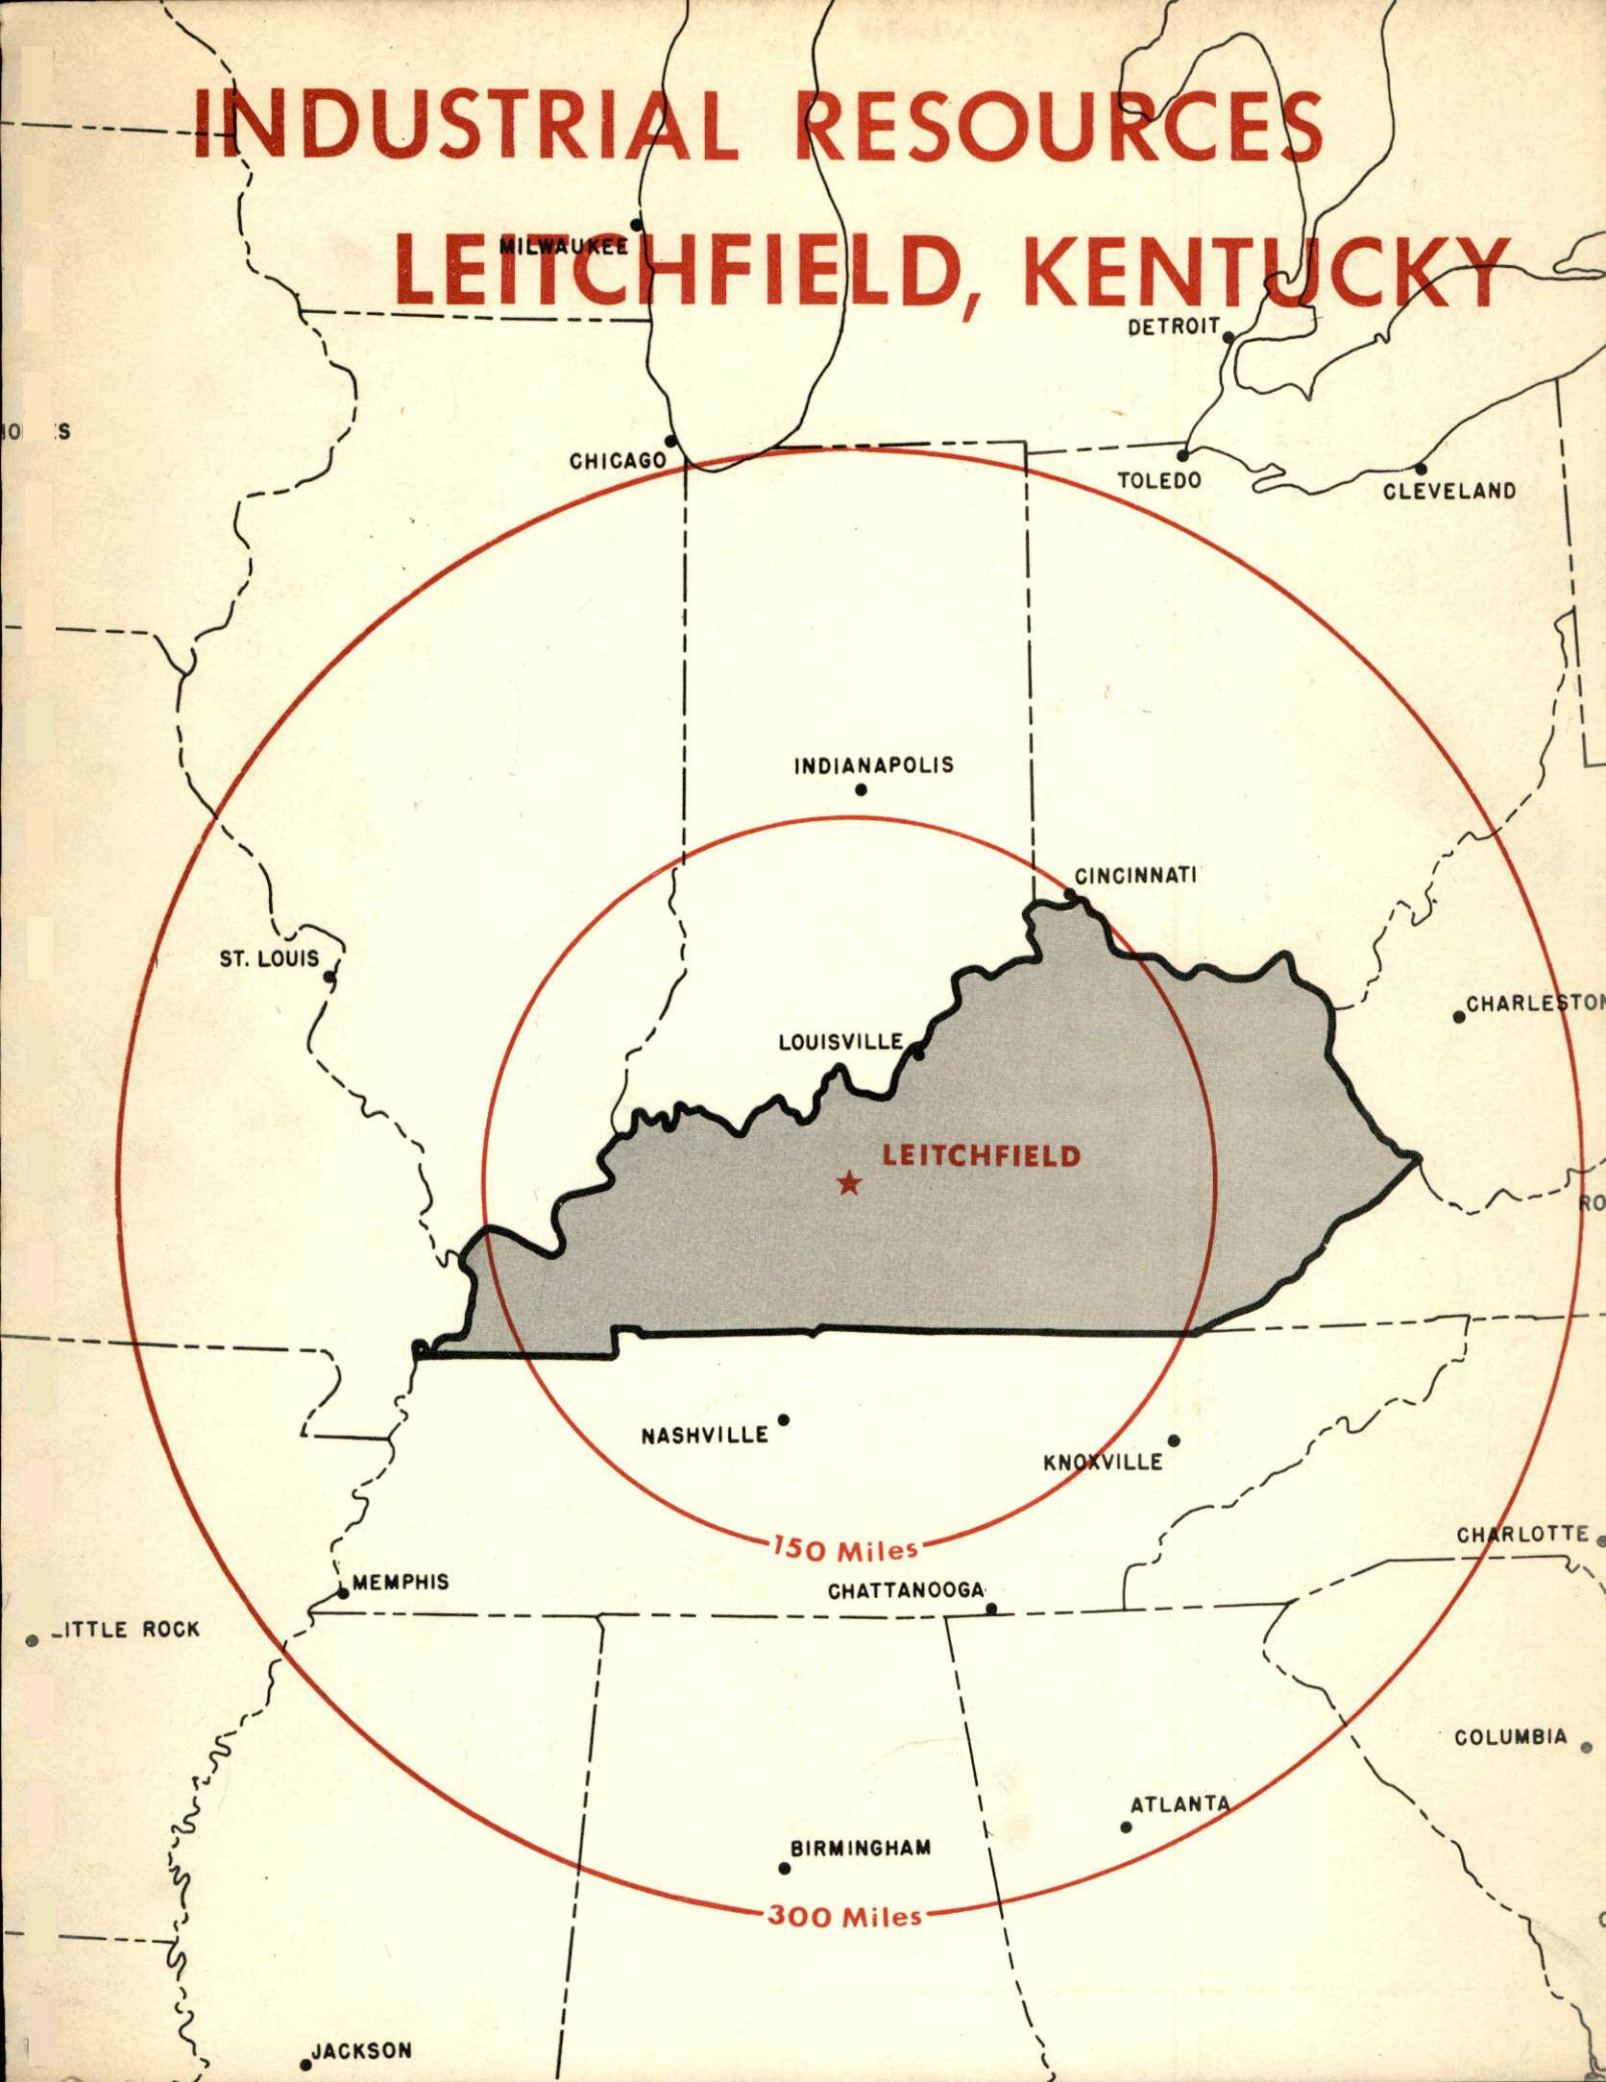 INDUSTRIAL RESOURCES
LEITCHFIELD, KENTUCKY
MILWAUKEE
DETROIT
CHICAGO
TOLEDO
CLEVELAND
INDIANAPOLIS
CINCINNATI
ST. LOUIS
CHARLESTON
LOUISVILLE
LEITCHFIELD
RO
NASHVILLE
KNOXVILLE
CHARLOTTE
150 Miles
MEMPHIS
CHATTANOOGA
ITTLE ROCK
COLUMBIA
ATLANTA
BIRMINGHAM
300 Miles
JACKSON